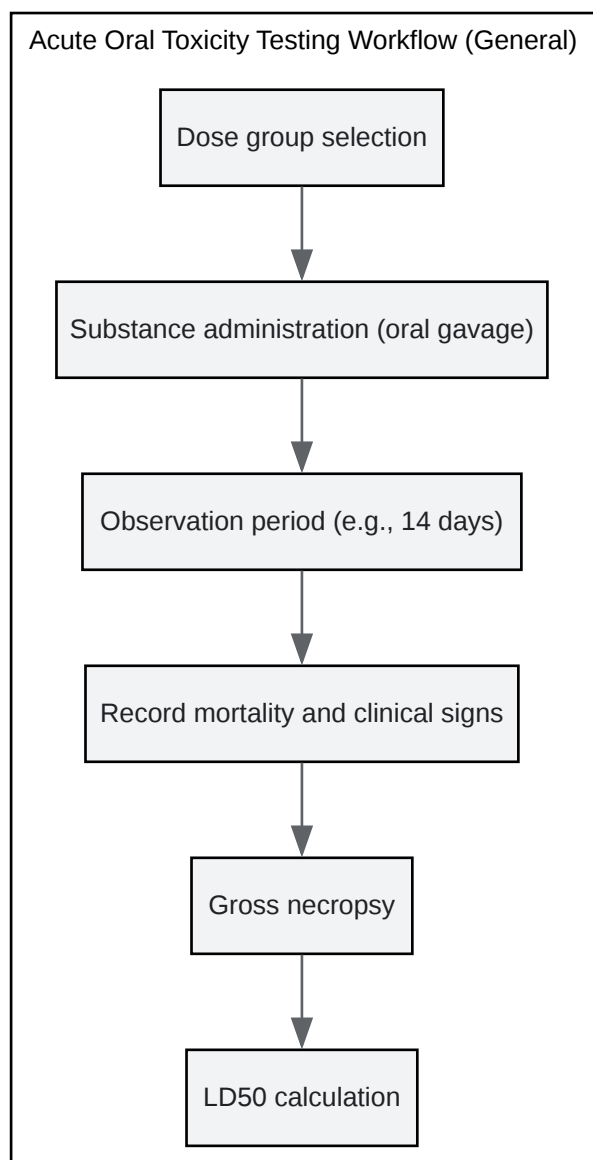 Acute Oral Toxicity Testing Workflow (General)
Dose group selection
Substance administration (oral gavage)
Observation period (e.g., 14 days)
Record mortality and clinical signs
Gross necropsy
LD50 calculation